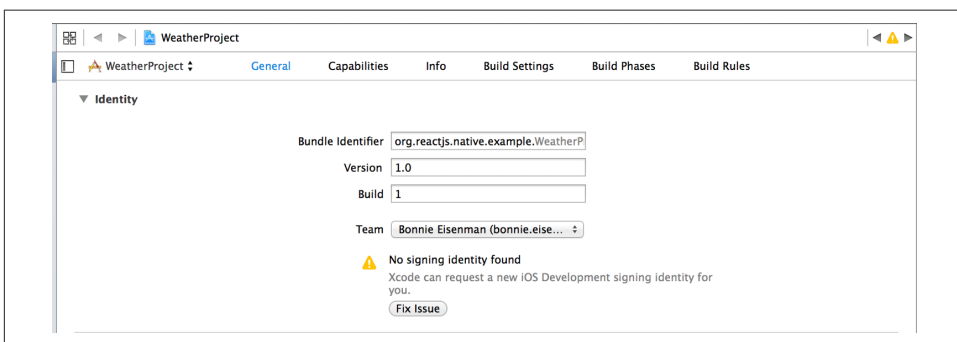 WeatherProject
WeatherProject General Capabilities Info Build Settings Build Phases Build Rules
Identity
Bundle Identifier org.reactjs.native.example.WeatherP
Version 1.0
Build 1
Team Bonnie Eisenman (bonnie.eise...
No signing identity found
Xcode can request a new iOS Development signing identity for
you.
Fix Issue